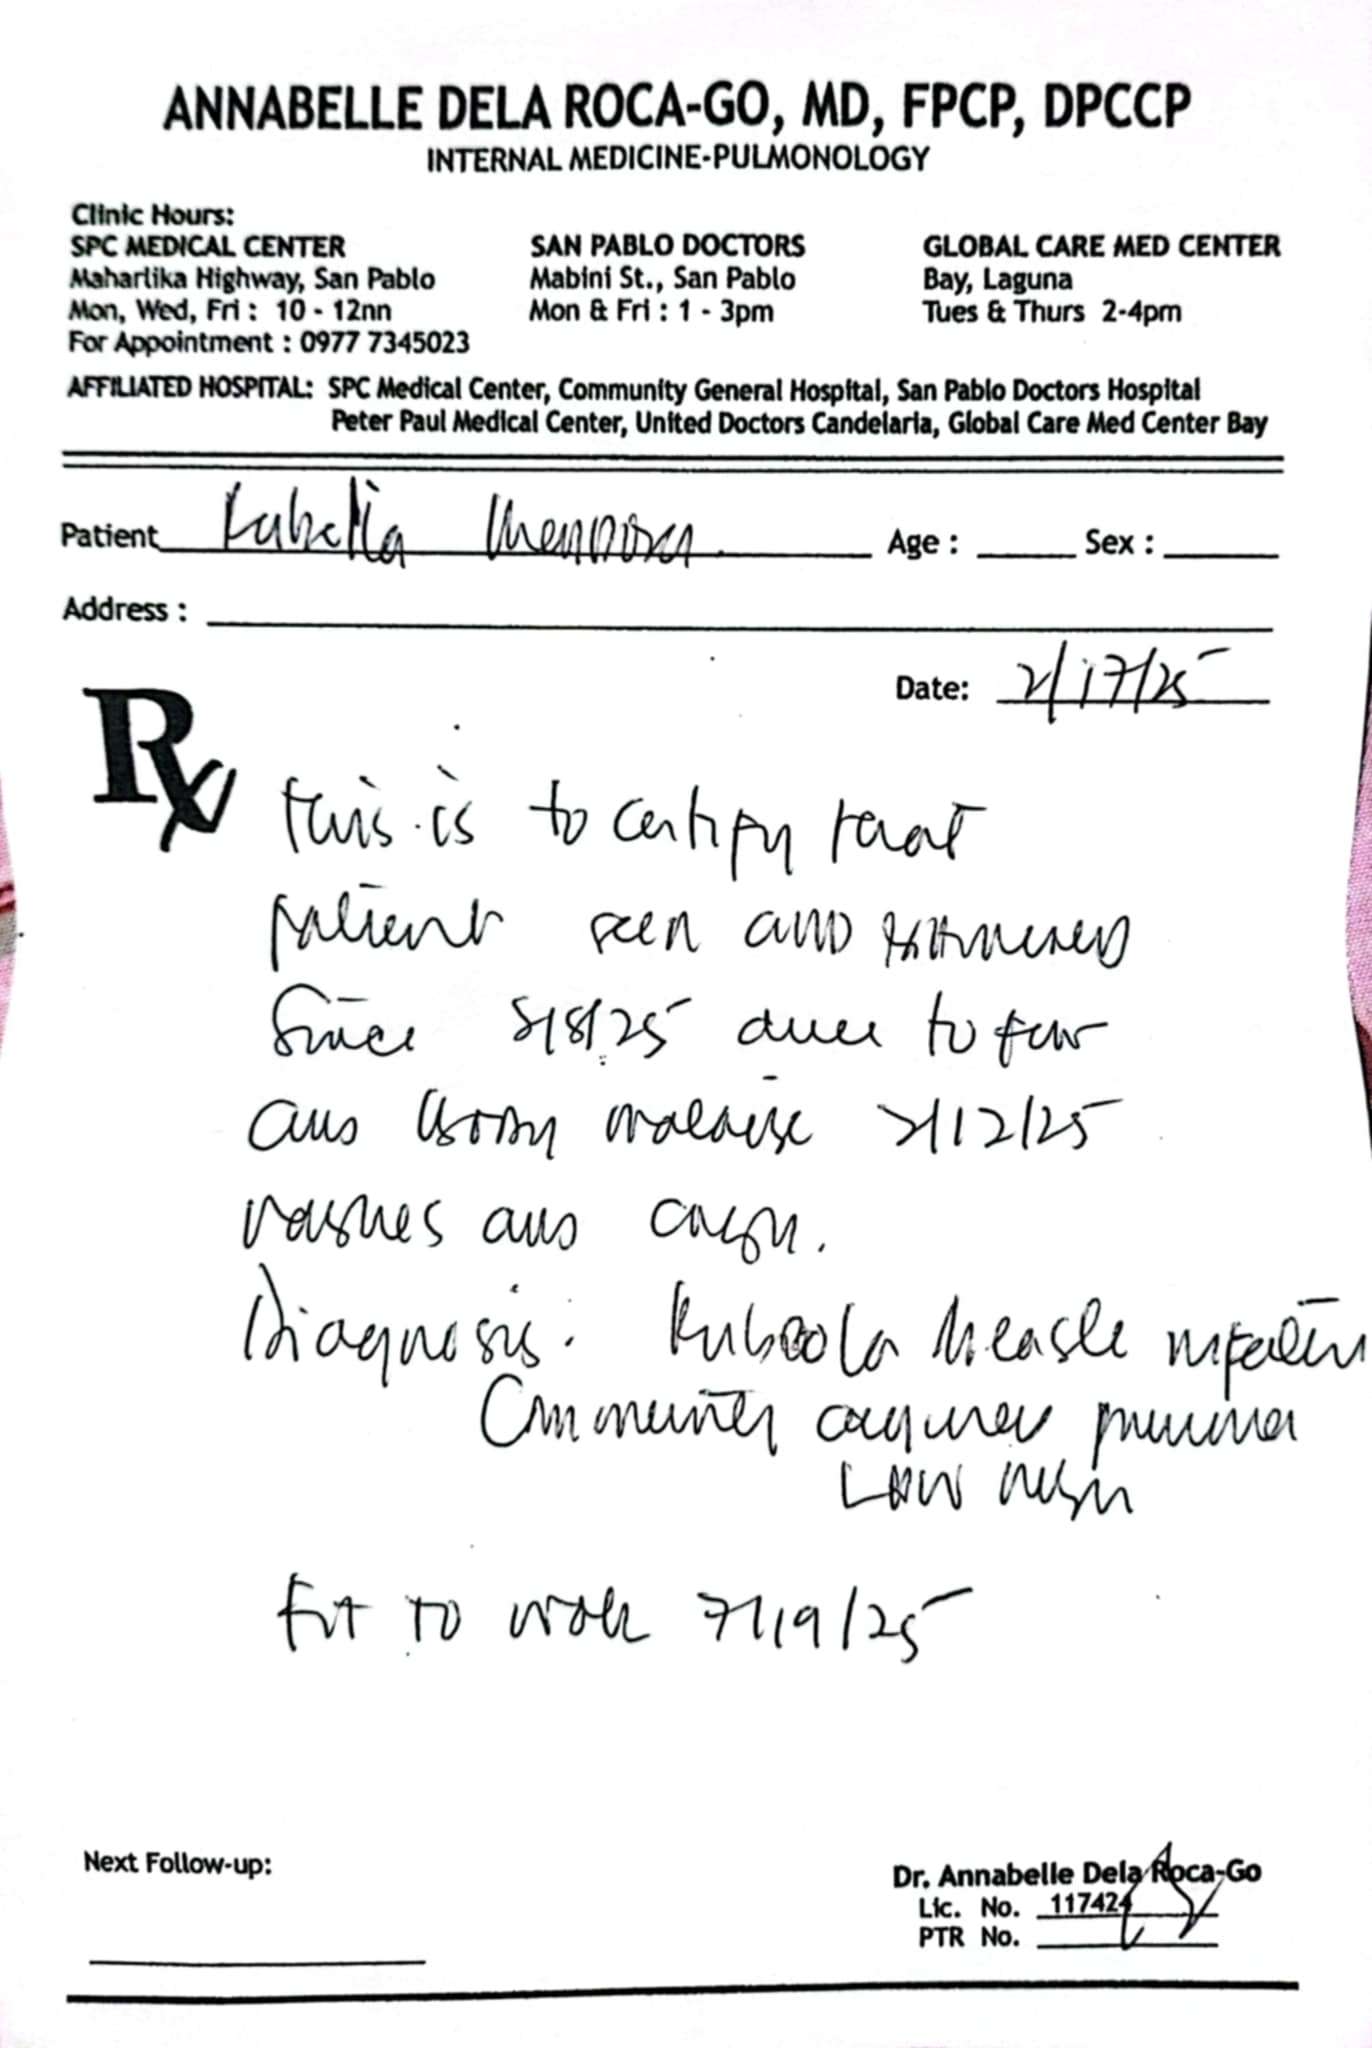 ANNABELLE DELA ROCA-GO, MD, FPCP, DPCCP
INTERNAL MEDICINE-PULMONOLOGY
Clinic Hours:
SPC MEDICAL CENTER
Maharlika Highway, San Pablo
Mon, Wed, Fri : 10 - 12nn
For Appointment : 0977 7345023
SAN PABLO DOCTORS
Mabini St., San Pablo
Mon & Fri : 1 - 3pm
GLOBAL CARE MED CENTER
Bay, Laguna
Tues & Thurs 2-4pm
AFFILIATED HOSPITAL: SPC Medical Center, Community General Hospital, San Pablo Doctors Hospital
Peter Paul Medical Center, United Doctors Candelaria, Global Care Med Center Bay
Patient Age : Sex :
Address :
Date: 2/17/25
Rx
This is to certify that
patient seen and examined
Since 8/25 due to fever
and body malaise /12/25
rashes and cough.
Diagnosis: Rubeola Measle infection
Community acquired pneumonia
Low risk
Fit to work /19/25
Next Follow-up:
Dr. Annabelle Dela Roca-Go
Lic. No. 117424
PTR No.